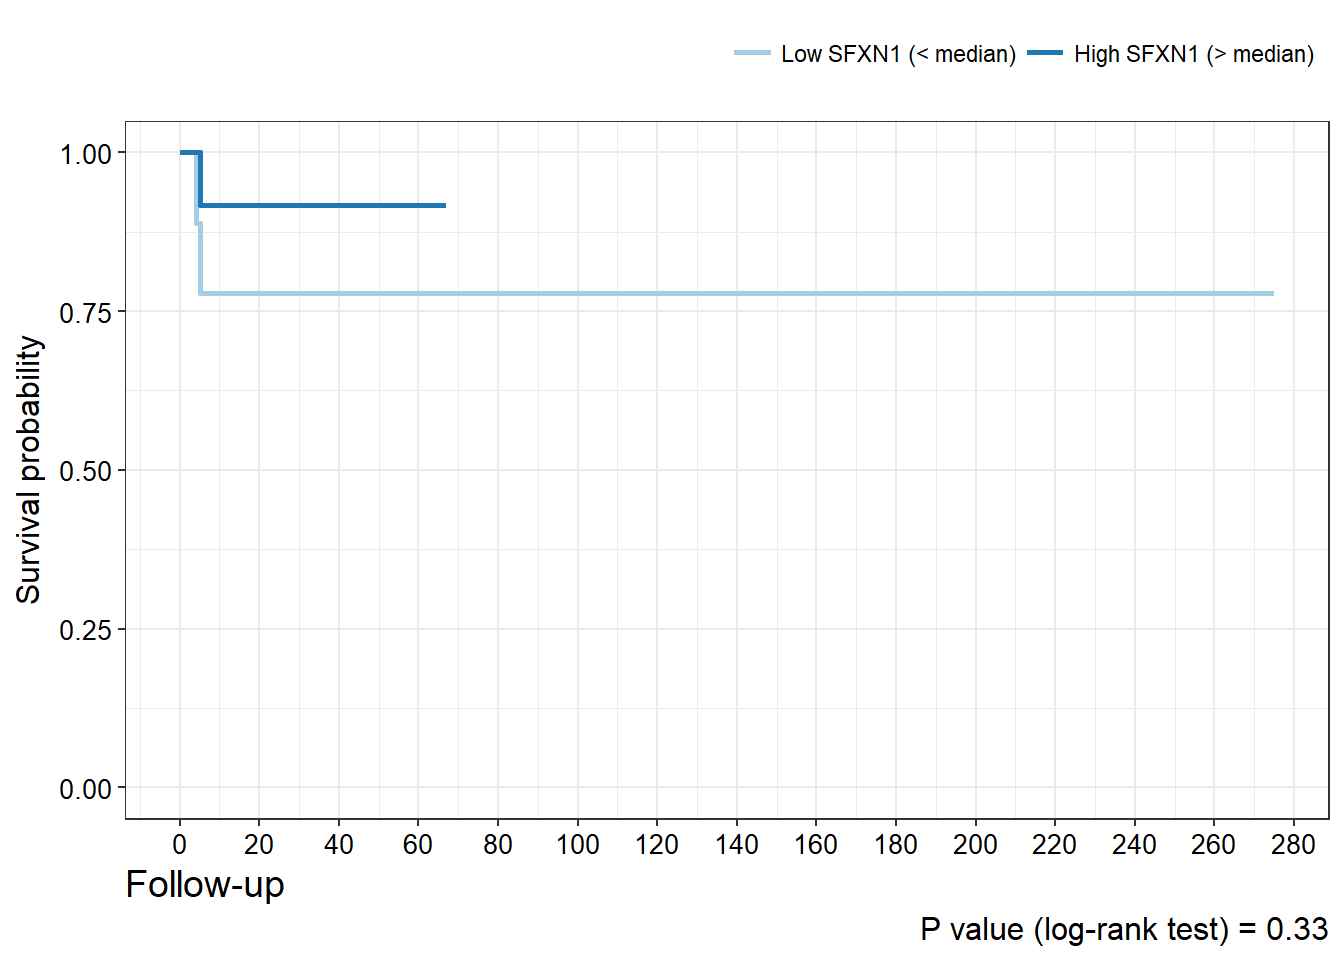 Low SFXN1 (< median) High SFXN1 (> median)
1.00
0.75
0.50
0.25
0.00
Survival probability
0 20 40 60 80 100 120 140 160 180 200 220 240 260 280
Follow-up
P value (log-rank test) = 0.33